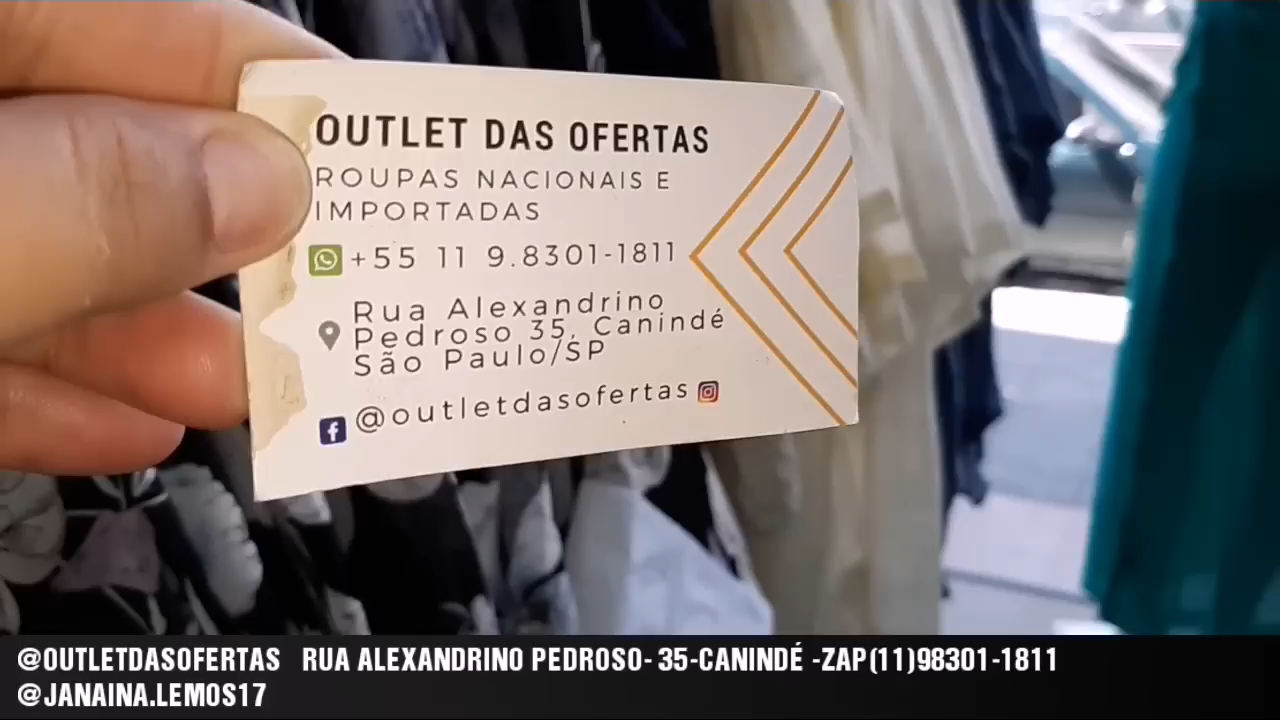 OUTLET DAS OFERTAS
ROUPAS NACIONAIS E
IMPORTADAS
+55 11 9.8301-1811
Rua Alexandrino
Pedroso 35, Canindé
São Paulo/SP
@outletdasofertas
@OUTLETDASOFERTAS RUA ALEXANDRINO PEDROSO- 35-CANINDÉ -ZAP(11)98301-1811
@JANAINA.LEMOS17